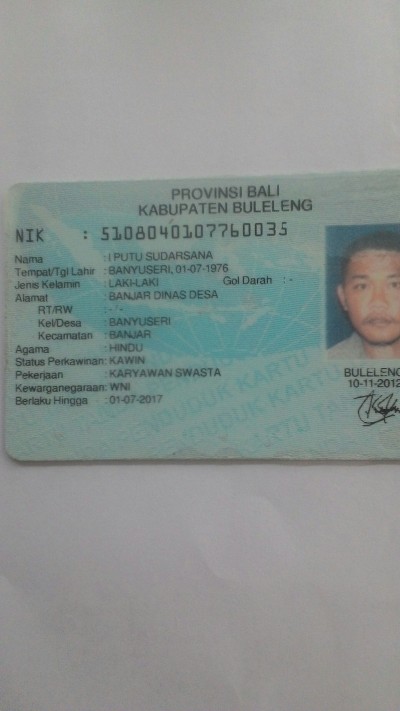 PROVINSI BALI
KABUPATEN BULELENG
NIK : 5108040107760035
Nama : I PUTU SUDARSANA
Tempat/Tgl Lahir : BANYUSERI, 01-07-1976
Jenis Kelamin : LAKI-LAKI Gol Darah : -
Alamat : BANJAR DINAS DESA
RT/RW : -'-
Kel/Desa : BANYUSERI
Kecamatan : BANJAR
Agama : HINDU
Status Perkawinan: KAWIN
Pekerjaan : KARYAWAN SWASTA
Kewarganegaraan: WNI
Berlaku Hingga : 01-07-2017
BULELENG
10-11-2012